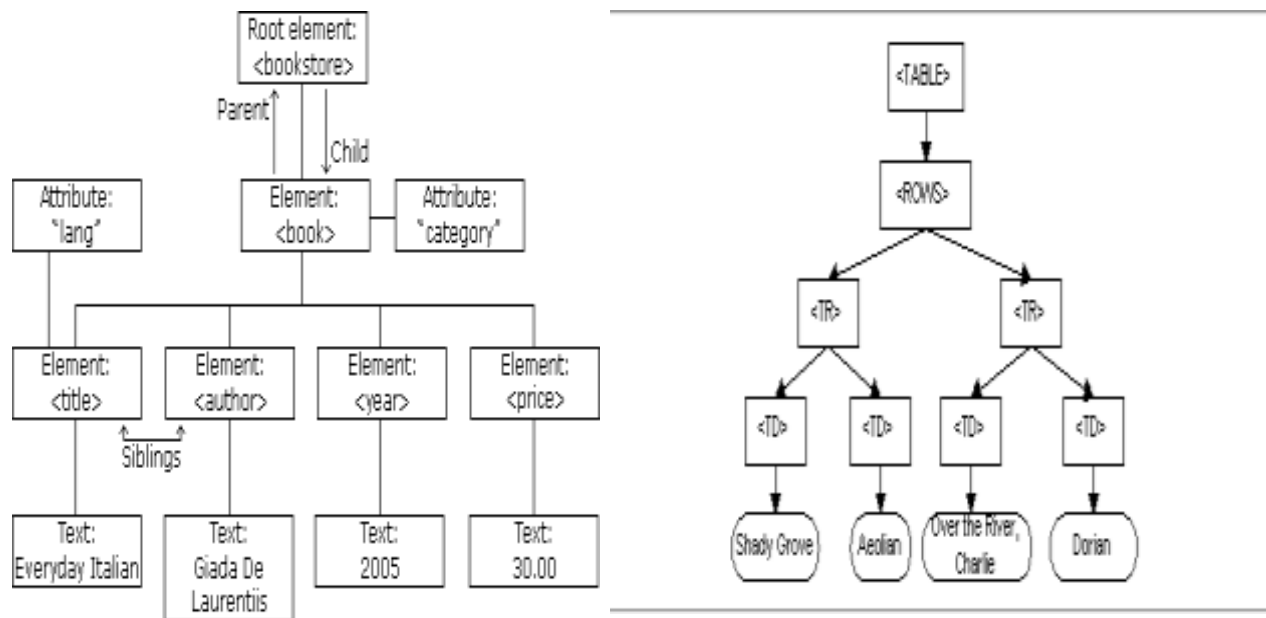 Root element:
<bookstore>
Parent
Child
Attribute:
"lang"
Element:
<book>
Attribute:
"category"
Element:
<title>
Element:
<author>
Element:
<year>
Element:
<price>
Siblings
Text:
Everyday Italian
Text:
Giada De
Laurentiis
Text:
2005
Text:
30.00
<TABLE>
<ROWS>
<TR>
<TR>
<TD>
<TD>
<TD>
<TD>
Shady Grove
Aeolian
Over the River,
Charlie
Dorian